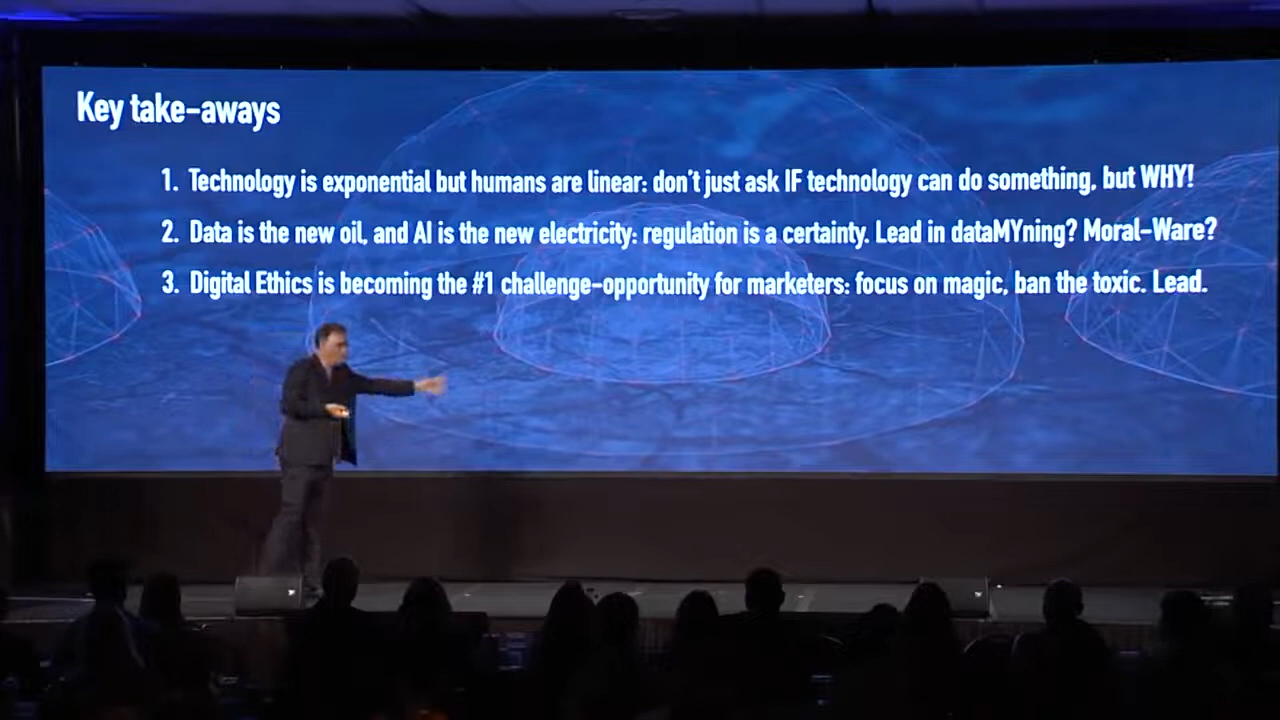 Key take-aways
1. Technology is exponential but humans are linear: don't just ask IF technology can do something, but WHY!
2. Data is the new oil, and AI is the new electricity: regulation is a certainty. Lead in dataMYning? Moral-Ware?
3. Digital Ethics is becoming the #1 challenge-opportunity for marketers: focus on magic, ban the toxic. Lead.